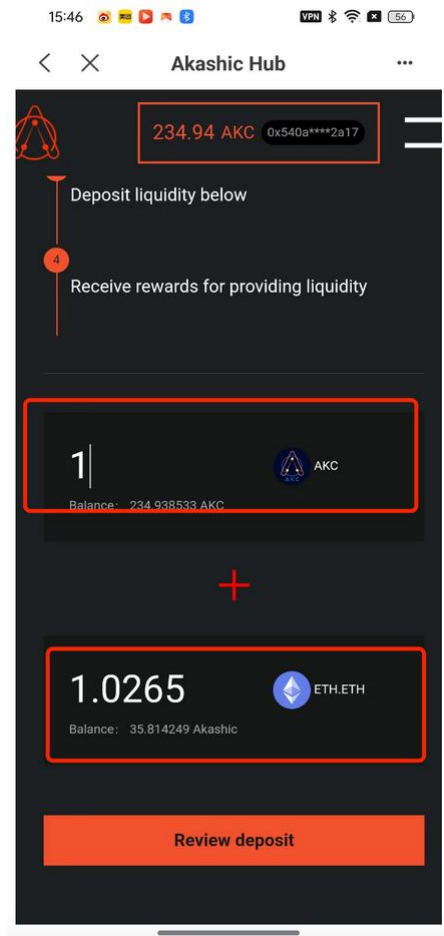 15:46
VPN
56
Akashic Hub
234.94 AKC 0x540a****2a17
Deposit liquidity below
4
Receive rewards for providing liquidity
1 AKC
Balance: 234.938533 AKC
+
1.0265 ETH.ETH
Balance: 35.814249 Akashic
Review deposit